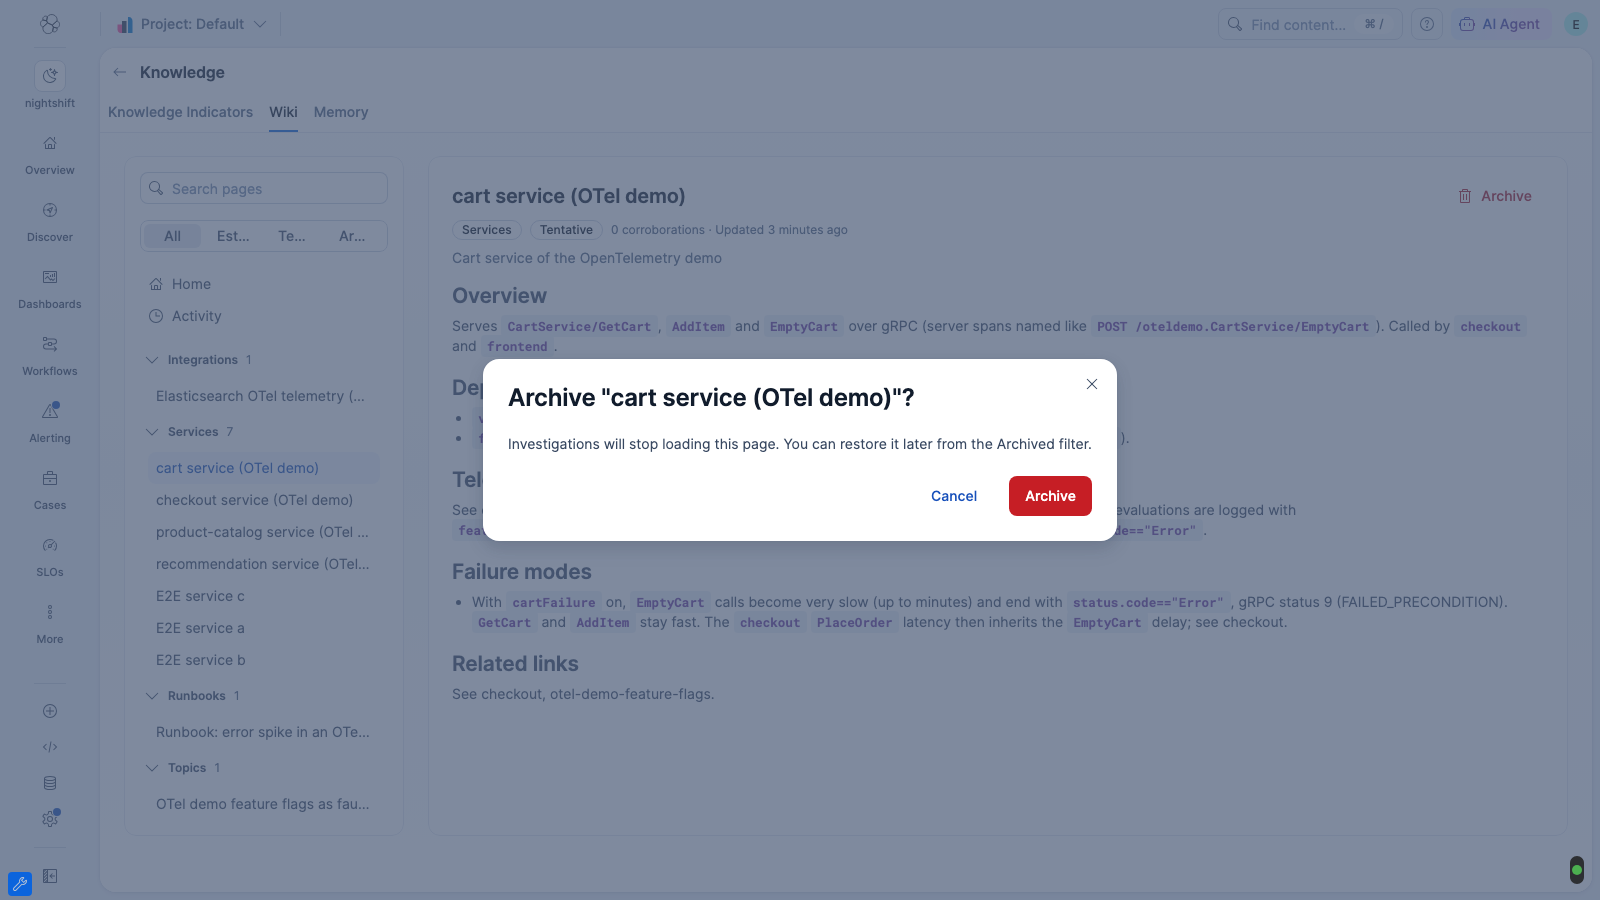 Project: Default
Find content...
⌘ /
AI Agent
E
nightshift
Overview
Discover
Dashboards
Workflows
Alerting
Cases
SLOs
More
Knowledge
Knowledge Indicators
Wiki
Memory
Search pages
All
Est...
Te...
Ar...
Home
Activity
Integrations 1
Elasticsearch OTel telemetry (...
Services 7
cart service (OTel demo)
checkout service (OTel demo)
product-catalog service (OTel ...
recommendation service (OTel...
E2E service c
E2E service a
E2E service b
Runbooks 1
Runbook: error spike in an OTe...
Topics 1
OTel demo feature flags as fau...
cart service (OTel demo)
Archive
Services
Tentative
0 corroborations · Updated 3 minutes ago
Cart service of the OpenTelemetry demo
Overview
Serves CartService/GetCart , AddItem and EmptyCart over gRPC (server spans named like POST /oteldemo.CartService/EmptyCart ). Called by checkout
and frontend .
Archive "cart service (OTel demo)"?
Investigations will stop loading this page. You can restore it later from the Archived filter.
Cancel
Archive
).
See
evaluations are logged with
=="Error" .
Failure modes
With cartFailure on, EmptyCart calls become very slow (up to minutes) and end with status.code=="Error" , gRPC status 9 (FAILED_PRECONDITION).
GetCart and AddItem stay fast. The checkout PlaceOrder latency then inherits the EmptyCart delay; see checkout.
Related links
See checkout, otel-demo-feature-flags.